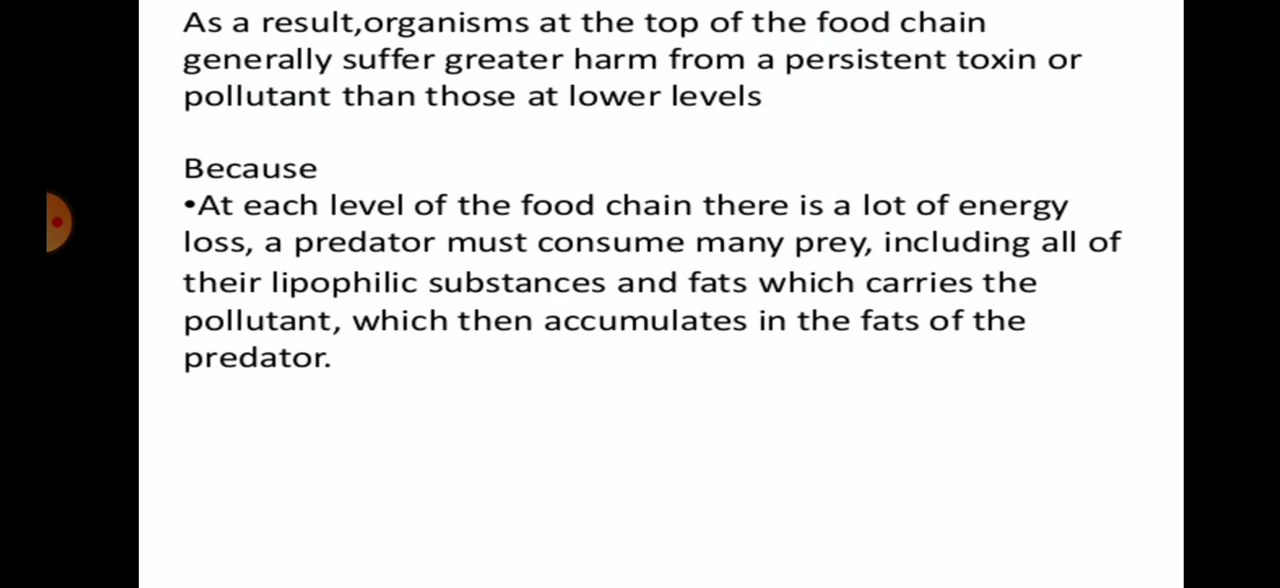 As a result,organisms at the top of the food chain
generally suffer greater harm from a persistent toxin or
pollutant than those at lower levels
Because
•At each level of the food chain there is a lot of energy
loss, a predator must consume many prey, including all of
their lipophilic substances and fats which carries the
pollutant, which then accumulates in the fats of the
predator.